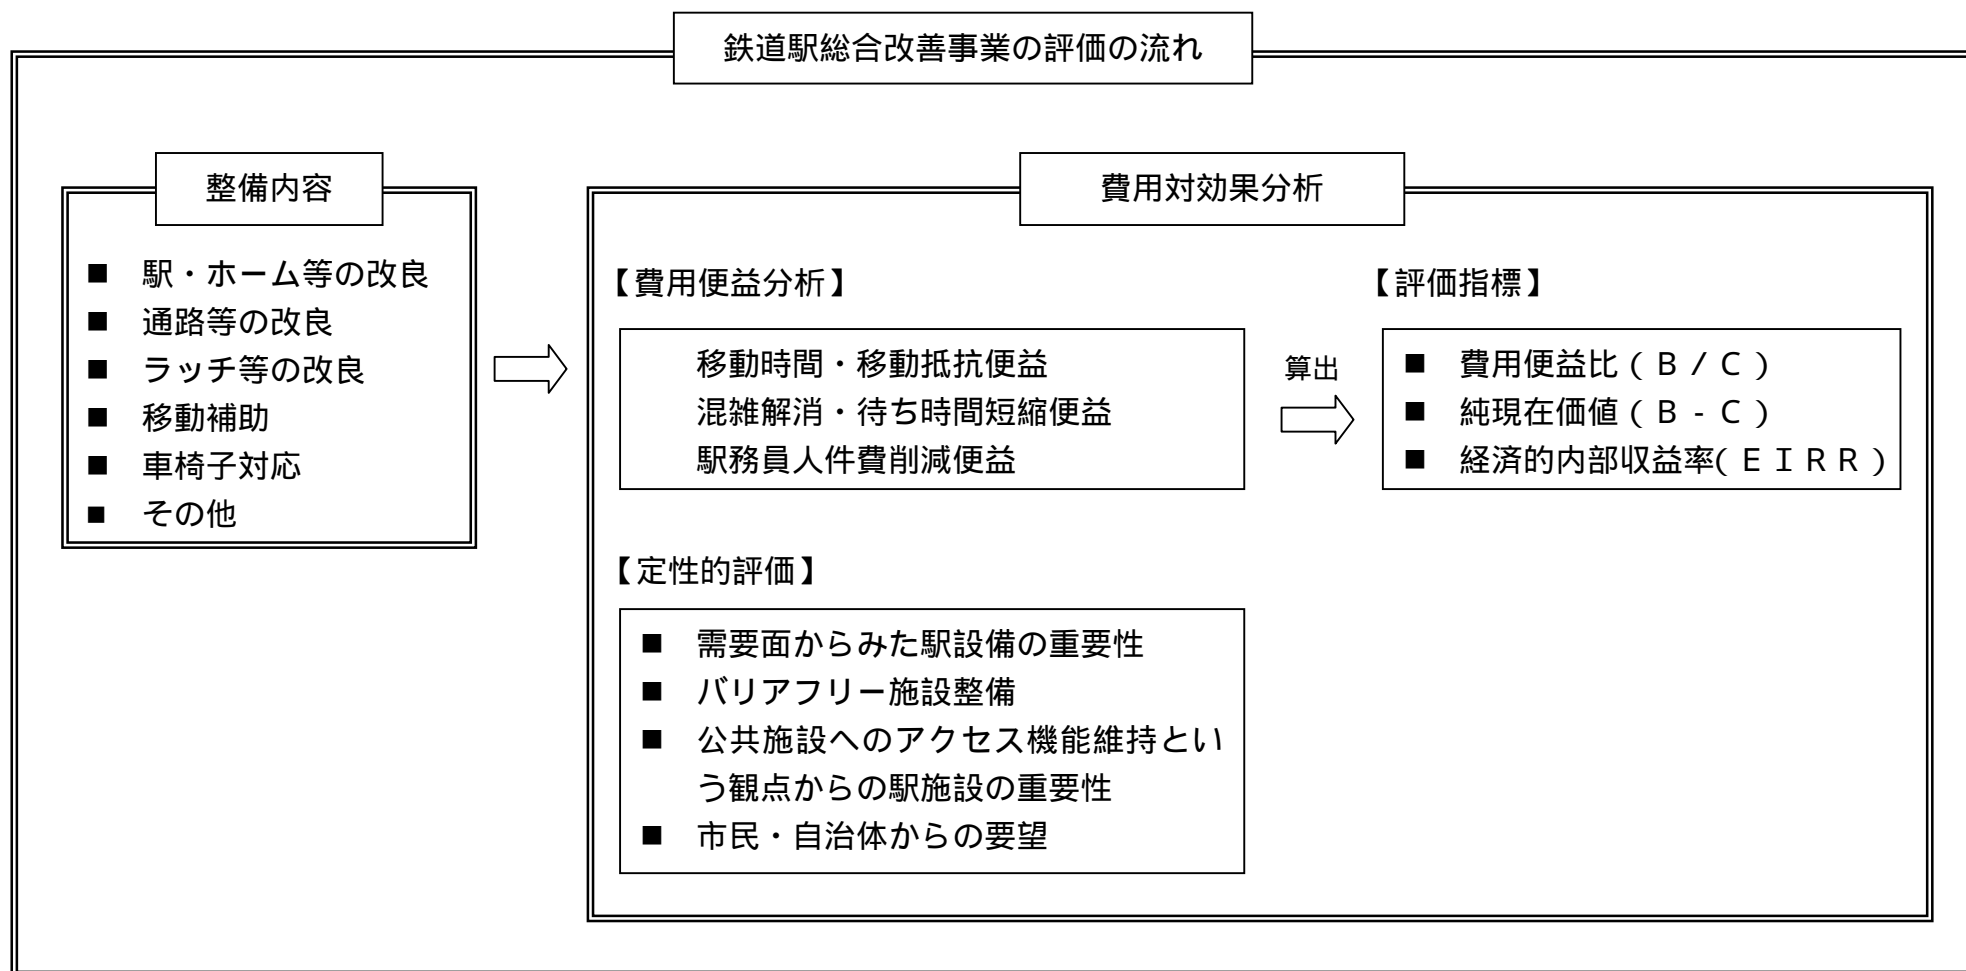 鉄道駅総合改善事業の評価の流れ
整備内容
■ 駅・ホーム等の改良
■ 通路等の改良
■ ラッチ等の改良
■ 移動補助
■ 車椅子対応
■ その他
費用対効果分析
【費用便益分析】
移動時間・移動抵抗便益
混雑解消・待ち時間短縮便益
駅務員人件費削減便益
算出
【評価指標】
■ 費用便益比(B/C)
■ 純現在価値(B-C)
■ 経済的内部収益率(EIRR)
【定性的評価】
■ 需要面からみた駅設備の重要性
■ バリアフリー施設整備
■ 公共施設へのアクセス機能維持とい
う観点からの駅施設の重要性
■ 市民・自治体からの要望